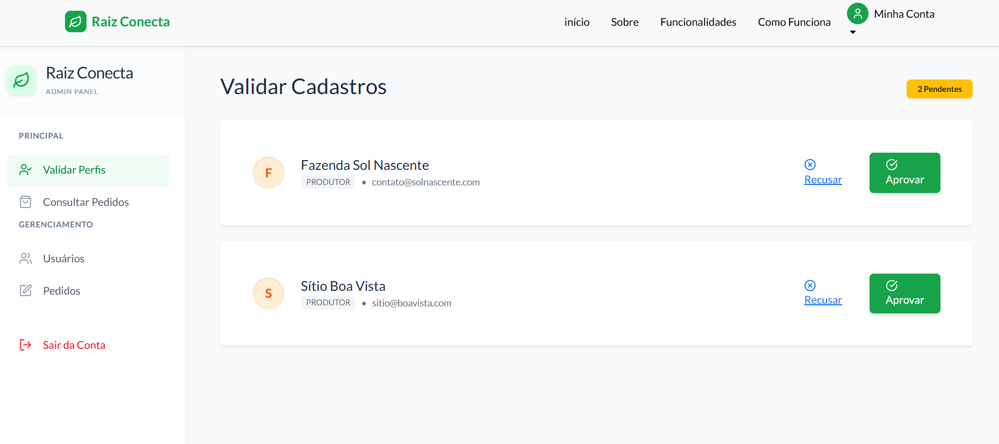 Raiz Conecta
início
Sobre
Funcionalidades
Como Funciona
Minha Conta
Raiz Conecta
ADMIN PANEL
PRINCIPAL
Validar Perfis
Consultar Pedidos
GERENCIAMENTO
Usuários
Pedidos
Sair da Conta
Validar Cadastros
2 Pendentes
F
Fazenda Sol Nascente
PRODUTOR • contato@solnascente.com
Recusar
Aprovar
S
Sítio Boa Vista
PRODUTOR • sitio@boavista.com
Recusar
Aprovar